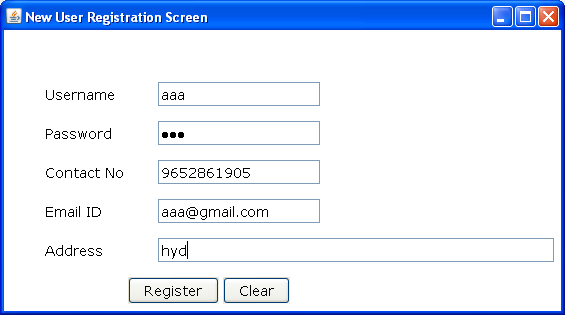 New User Registration Screen
Username aaa
Password ●●●
Contact No 9652861905
Email ID aaa@gmail.com
Address hyd
Register Clear